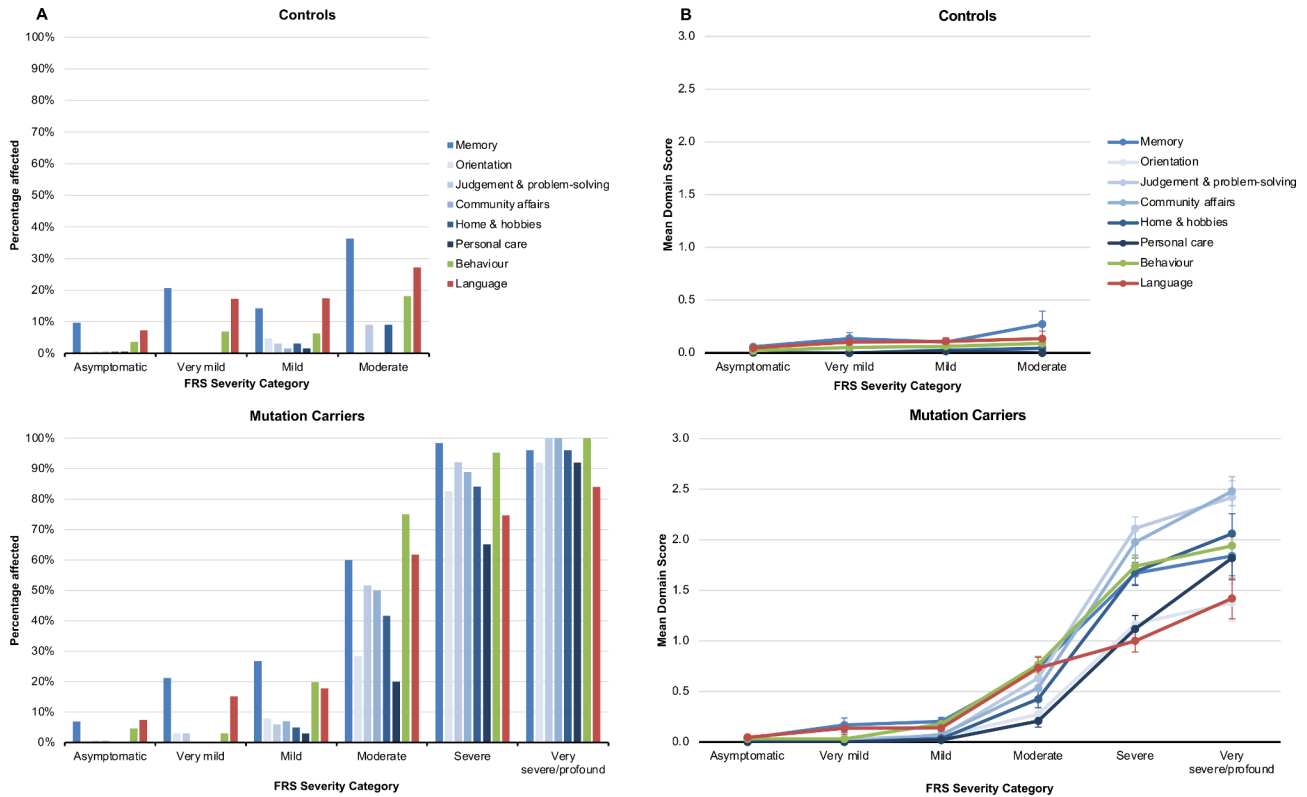 A
Controls
100%
90%
80%
70%
60%
50%
40%
30%
20%
10%
0%
Percentage affected
Asymptomatic
Very mild
Mild
Moderate
FRS Severity Category
Memory
Orientation
Judgement & problem-solving
Community affairs
Home & hobbies
Personal care
Behaviour
Language
B
Controls
3.0
2.5
2.0
1.5
1.0
0.5
0.0
Mean Domain Score
Asymptomatic
Very mild
Mild
Moderate
FRS Severity Category
Memory
Orientation
Judgement & problem-solving
Community affairs
Home & hobbies
Personal care
Behaviour
Language
Mutation Carriers
100%
90%
80%
70%
60%
50%
40%
30%
20%
10%
0%
Percentage affected
Asymptomatic
Very mild
Mild
Moderate
Severe
Very
severe/profound
FRS Severity Category
Mutation Carriers
3.0
2.5
2.0
1.5
1.0
0.5
0.0
Mean Domain Score
Asymptomatic
Very mild
Mild
Moderate
Severe
Very
severe/profound
FRS Severity Category